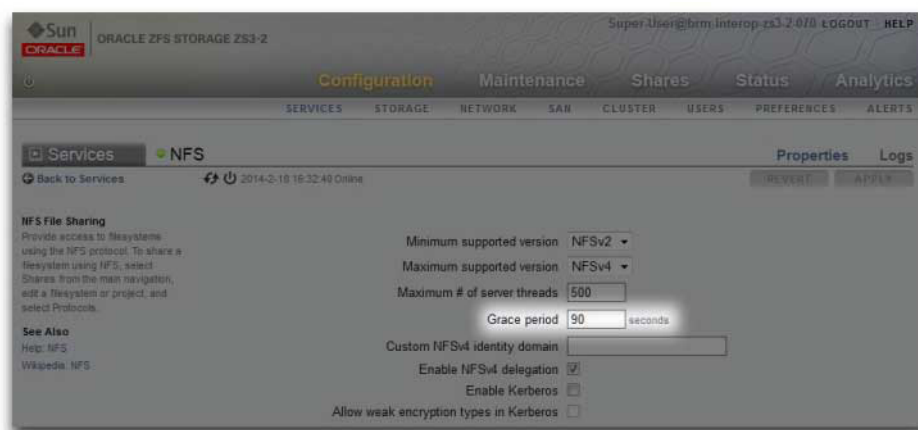 Sun
ORACLE
ORACLE ZFS STORAGE ZS3-2
Super-User@brm-interop-zs3-2-070 LOGOUT HELP
Configuration Maintenance Shares Status Analytics
SERVICES STORAGE NETWORK SAN CLUSTER USERS PREFERENCES ALERTS
Services NFS Properties Logs
Back to Services 2014-2-18 16:32:40 Online REVERT APPLY
NFS File Sharing
Provide access to filesystems
using the NFS protocol. To share a
filesystem using NFS, select
Shares from the main navigation,
edit a filesystem or project, and
select Protocols.
See Also
Help: NFS
Wikipedia: NFS
Minimum supported version NFSv2
Maximum supported version NFSv4
Maximum # of server threads 500
Grace period 90 seconds
Custom NFSv4 identity domain
Enable NFSv4 delegation
Enable Kerberos
Allow weak encryption types in Kerberos